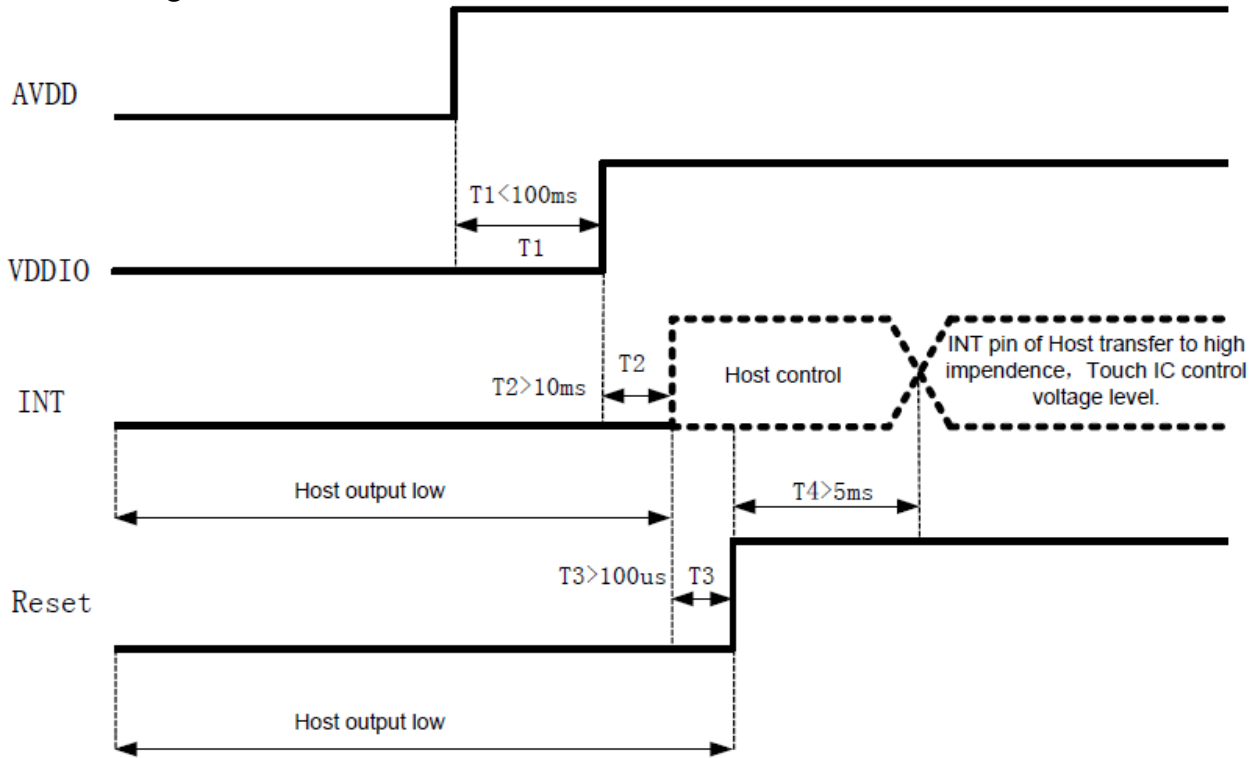 AVDD
T1<100ms
T1
VDDIO
T2
T2>10ms
INT
Host control
INT pin of Host transfer to high
impendence，Touch IC control
voltage level.
Host output low
T4>5ms
T3>100us
T3
Reset
Host output low